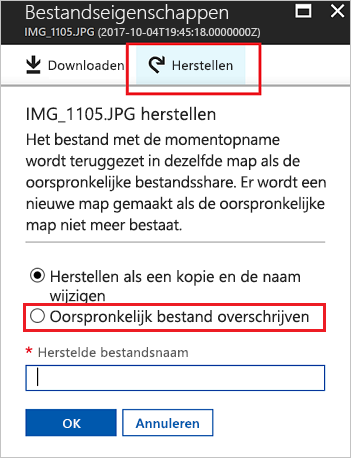 Bestandseigenschappen
IMG_1105.JPG (2017-10-04T19:45:18.0000000Z)
Downloaden Herstellen
IMG_1105.JPG herstellen
Het bestand met de momentopname
wordt teruggezet in dezelfde map als de
oorspronkelijke bestandsshare. Er wordt een
nieuwe map gemaakt als de oorspronkelijke
map niet meer bestaat.
Herstellen als een kopie en de naam
wijzigen
Oorspronkelijk bestand overschrijven
* Herstelde bestandsnaam
OK Annuleren